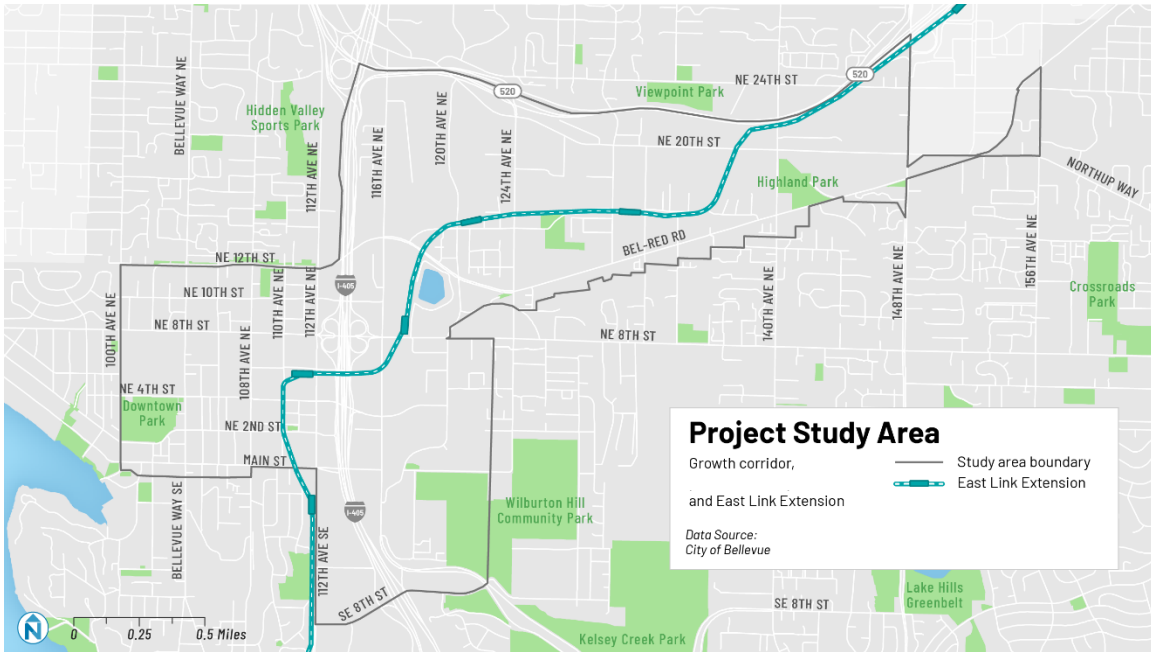 BELLEVUE WAY NE
Hidden Valley
Sports Park
112TH AVE NE
116TH AVE NE
120TH AVE NE
124TH AVE NE
520
Viewpoint Park
NE 24TH ST
520
NE 20TH ST
Highland Park
NORTHUP WAY
BEL-RED RD
NE 12TH ST
NE 10TH ST
110TH AVE NE
112TH AVE NE
I-405
140TH AVE NE
148TH AVE NE
156TH AVE NE
Crossroads
Park
100TH AVE NE
NE 8TH ST
108TH AVE NE
NE 8TH ST
NE 4TH ST
Downtown
Park
NE 2ND ST
MAIN ST
BELLEVUE WAY SE
112TH AVE SE
I-405
Wilburton Hill
Community Park
SE 8TH ST
Kelsey Creek Park
SE 8TH ST
Lake Hills
Greenbelt
Project Study Area
Growth corridor,
and East Link Extension
Study area boundary
East Link Extension
Data Source:
City of Bellevue
N
0 0.25 0.5 Miles